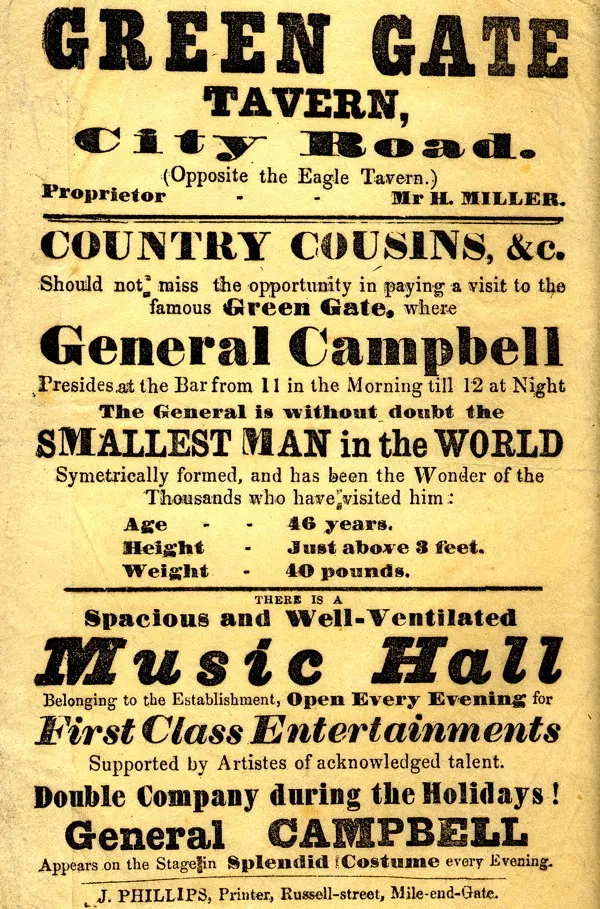 GREEN GATE
TAVERN,
City Road.
(Opposite the Eagle Tavern.)
Proprietor - - Mr H. MILLER.
COUNTRY COUSINS, &c.
Should not miss the opportunity in paying a visit to the
famous Green Gate, where
General Campbell
Presides at the Bar from 11 in the Morning till 12 at Night
The General is without doubt the
SMALLEST MAN in the WORLD
Symetrically formed, and has been the Wonder of the
Thousands who have visited him:
Age - - 46 years.
Height - Just above 3 feet.
Weight - 40 pounds.
THERE IS A
Spacious and Well-Ventilated
Music Hall
Belonging to the Establishment, Open Every Evening for
First Class Entertainments
Supported by Artistes of acknowledged talent.
Double Company during the Holidays!
General CAMPBELL
Appears on the Stage in Splendid Costume every Evening.
J. PHILLIPS, Printer, Russell-street, Mile-end-Gate.